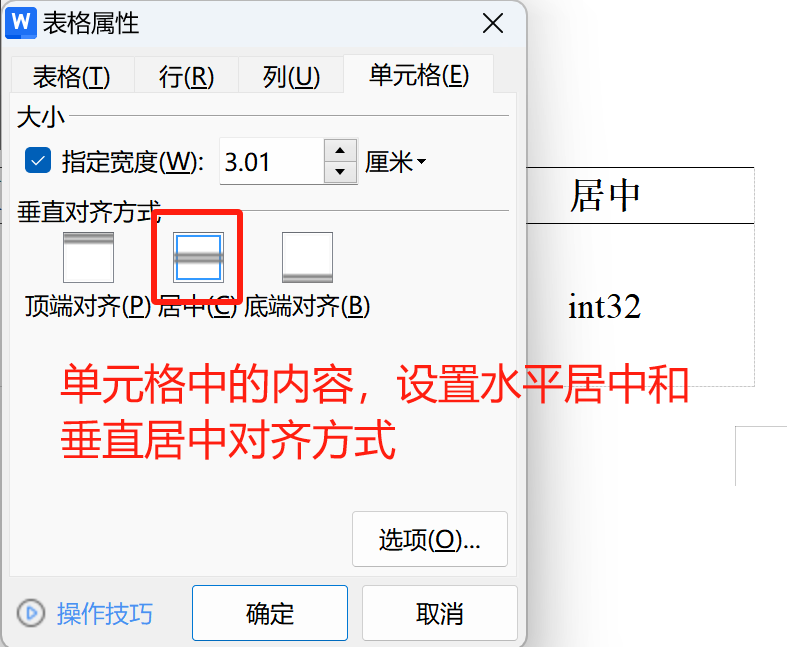 W 表格属性
表格(T) 行(R) 列(U) 单元格(E)
大小
指定宽度(W): 3.01 厘米
居中
垂直对齐方式
顶端对齐(P) 居中(C) 底端对齐(B)
int32
单元格中的内容，设置水平居中和
垂直居中对齐方式
选项(O)...
操作技巧 确定 取消